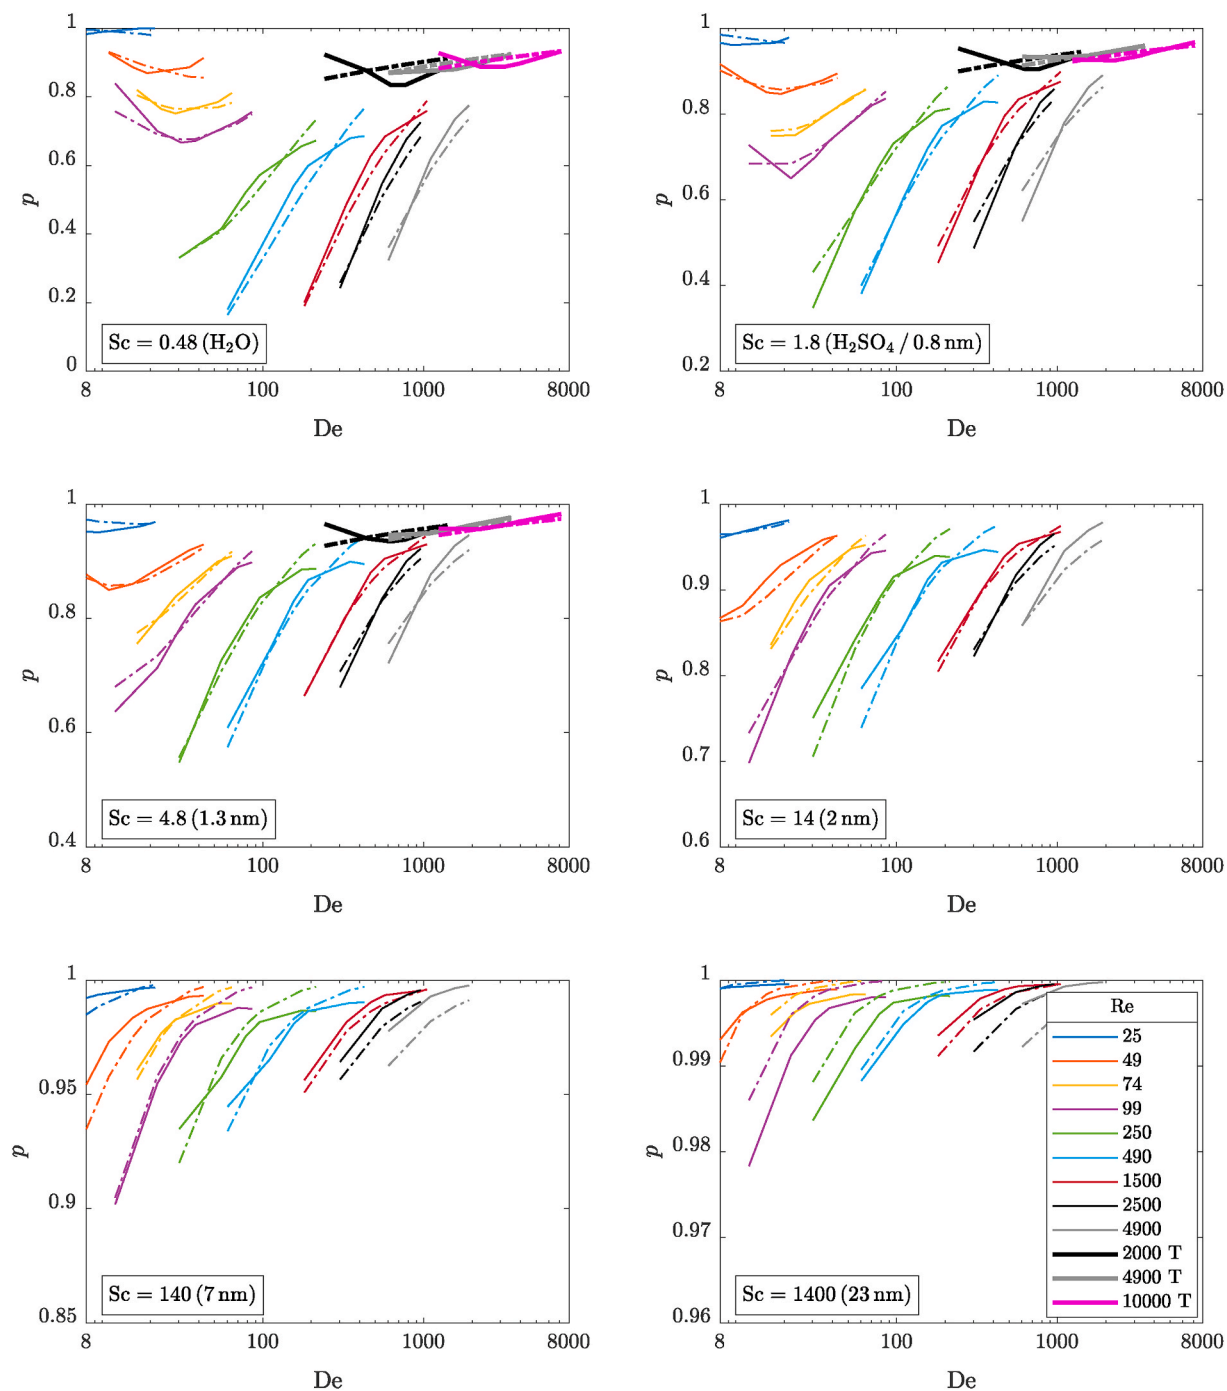 1
0.8
0.6
p
0.4
0.2
0
Sc = 0.48 (H₂O)
8 100 1000 8000
De
1
0.8
p
0.6
0.4
0.2
Sc = 1.8 (H₂SO₄ / 0.8 nm)
8 100 1000 8000
De
1
0.8
p
0.6
0.4
Sc = 4.8 (1.3 nm)
8 100 1000 8000
De
1
0.9
p
0.8
0.7
0.6
Sc = 14 (2 nm)
8 100 1000 8000
De
1
0.95
p
0.9
0.85
Sc = 140 (7 nm)
8 100 1000 8000
De
1
0.99
p
0.98
0.97
0.96
Sc = 1400 (23 nm)
Re
25
49
74
99
250
490
1500
2500
4900
2000 T
4900 T
10000 T
8 100 1000 8000
De